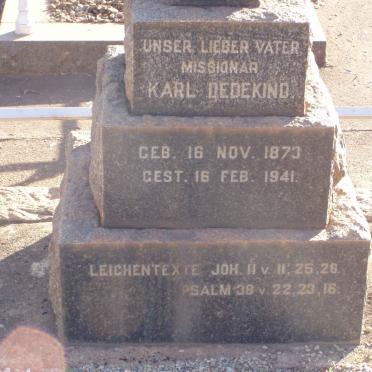 UNSER LIEBER VATER
MISSIONAR
KARL DEDEKIND
GEB. 16 NOV. 1873
GEST. 16 FEB. 1941.
LEICHENTEXTE JOH. 11 V. 11, 25, 26.
PSALM 38 V. 22, 23, 16.